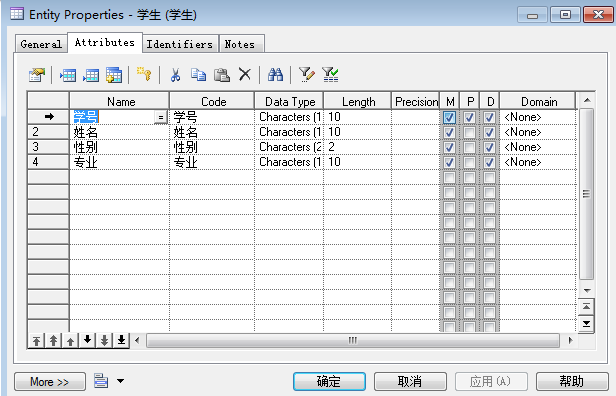 Entity Properties - 学生 (学生)
General Attributes Identifiers Notes
Name Code Data Type Length Precision M P D Domain
学号 = 学号 Characters (1 10 <None>
2 姓名 姓名 Characters (1 10 <None>
3 性别 性别 Characters (2 2 <None>
4 专业 专业 Characters (1 10 <None>
More >> 确定 取消 应用(A) 帮助